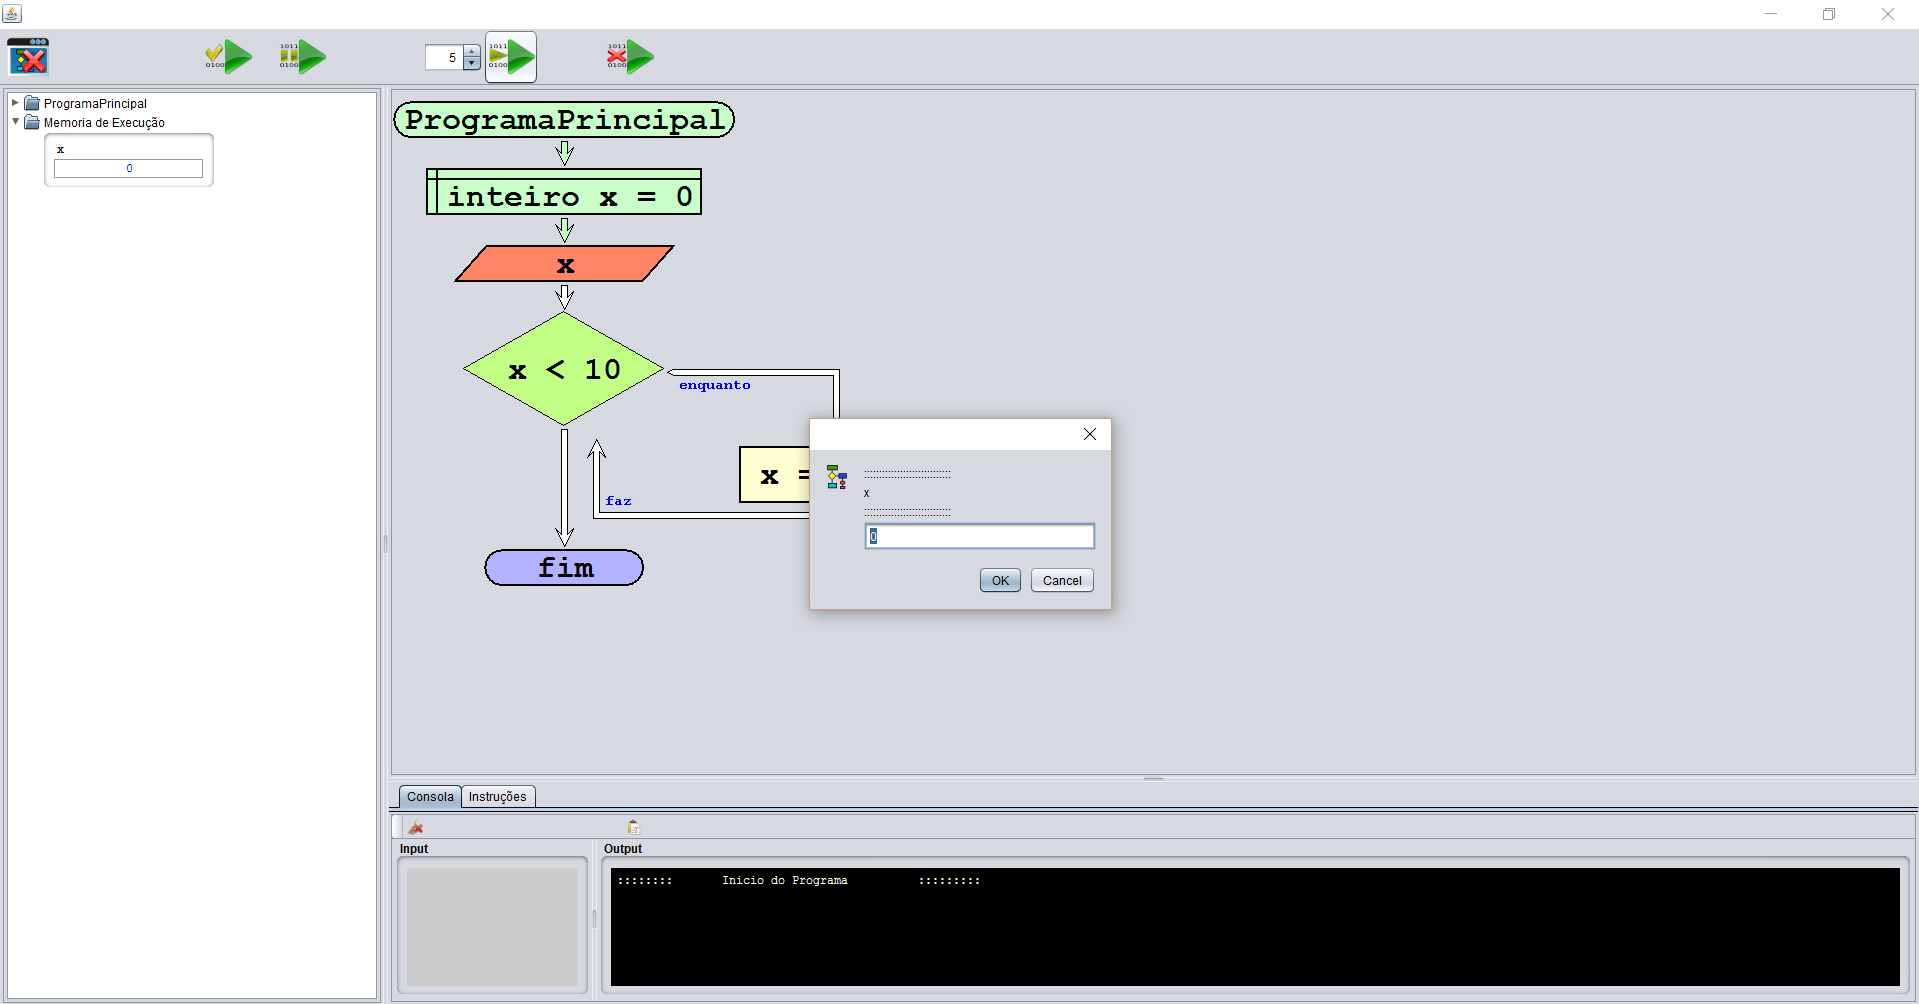 5
ProgramaPrincipal
Memoria de Execução
x
0
ProgramaPrincipal
inteiro x = 0
x
x < 10
enquanto
x =
faz
fim
x
0
OK Cancel
Consola Instruções
Input
Output
:::::::: Inicio do Programa :::::::::